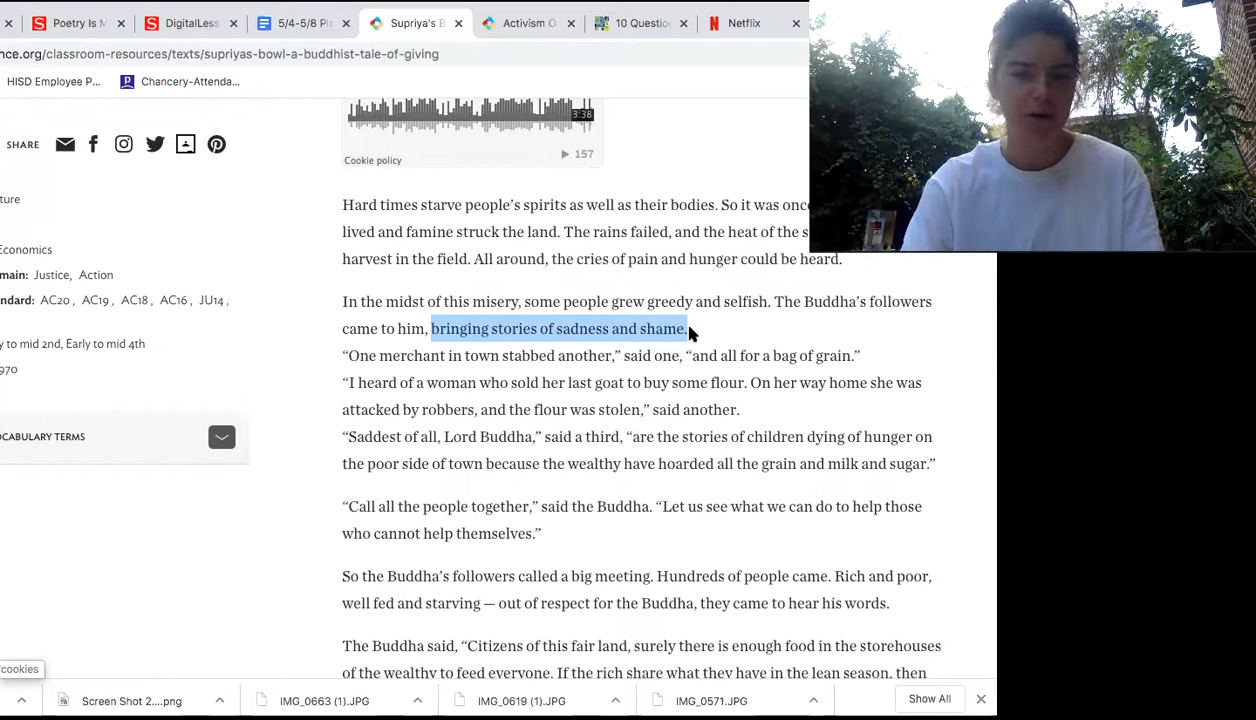 Poetry Is M
DigitalLess
5/4-5/8 Pl
Supriya's B
Activism O
10 Questio
Netflix
nce.org/classroom-resources/texts/supriyas-bowl-a-buddhist-tale-of-giving
HISD Employee P...
Chancery-Attenda...
3:38
Cookie policy
157
SHARE
ture
Economics
main: Justice, Action
ndard: AC20, AC19, AC18, AC16, JU14,
y to mid 2nd, Early to mid 4th
970
OCABULARY TERMS
Hard times starve people's spirits as well as their bodies. So it was once
lived and famine struck the land. The rains failed, and the heat of the s
harvest in the field. All around, the cries of pain and hunger could be heard.
In the midst of this misery, some people grew greedy and selfish. The Buddha's followers
came to him, bringing stories of sadness and shame.
“One merchant in town stabbed another,” said one, “and all for a bag of grain.”
“I heard of a woman who sold her last goat to buy some flour. On her way home she was
attacked by robbers, and the flour was stolen,” said another.
“Saddest of all, Lord Buddha,” said a third, “are the stories of children dying of hunger on
the poor side of town because the wealthy have hoarded all the grain and milk and sugar.”
“Call all the people together,” said the Buddha. “Let us see what we can do to help those
who cannot help themselves.”
So the Buddha's followers called a big meeting. Hundreds of people came. Rich and poor,
well fed and starving — out of respect for the Buddha, they came to hear his words.
The Buddha said, “Citizens of this fair land, surely there is enough food in the storehouses
of the wealthy to feed everyone. If the rich share what they have in the lean season, then
/cookies
Screen Shot 2....png
IMG_0663 (1).JPG
IMG_0619 (1).JPG
IMG_0571.JPG
Show All